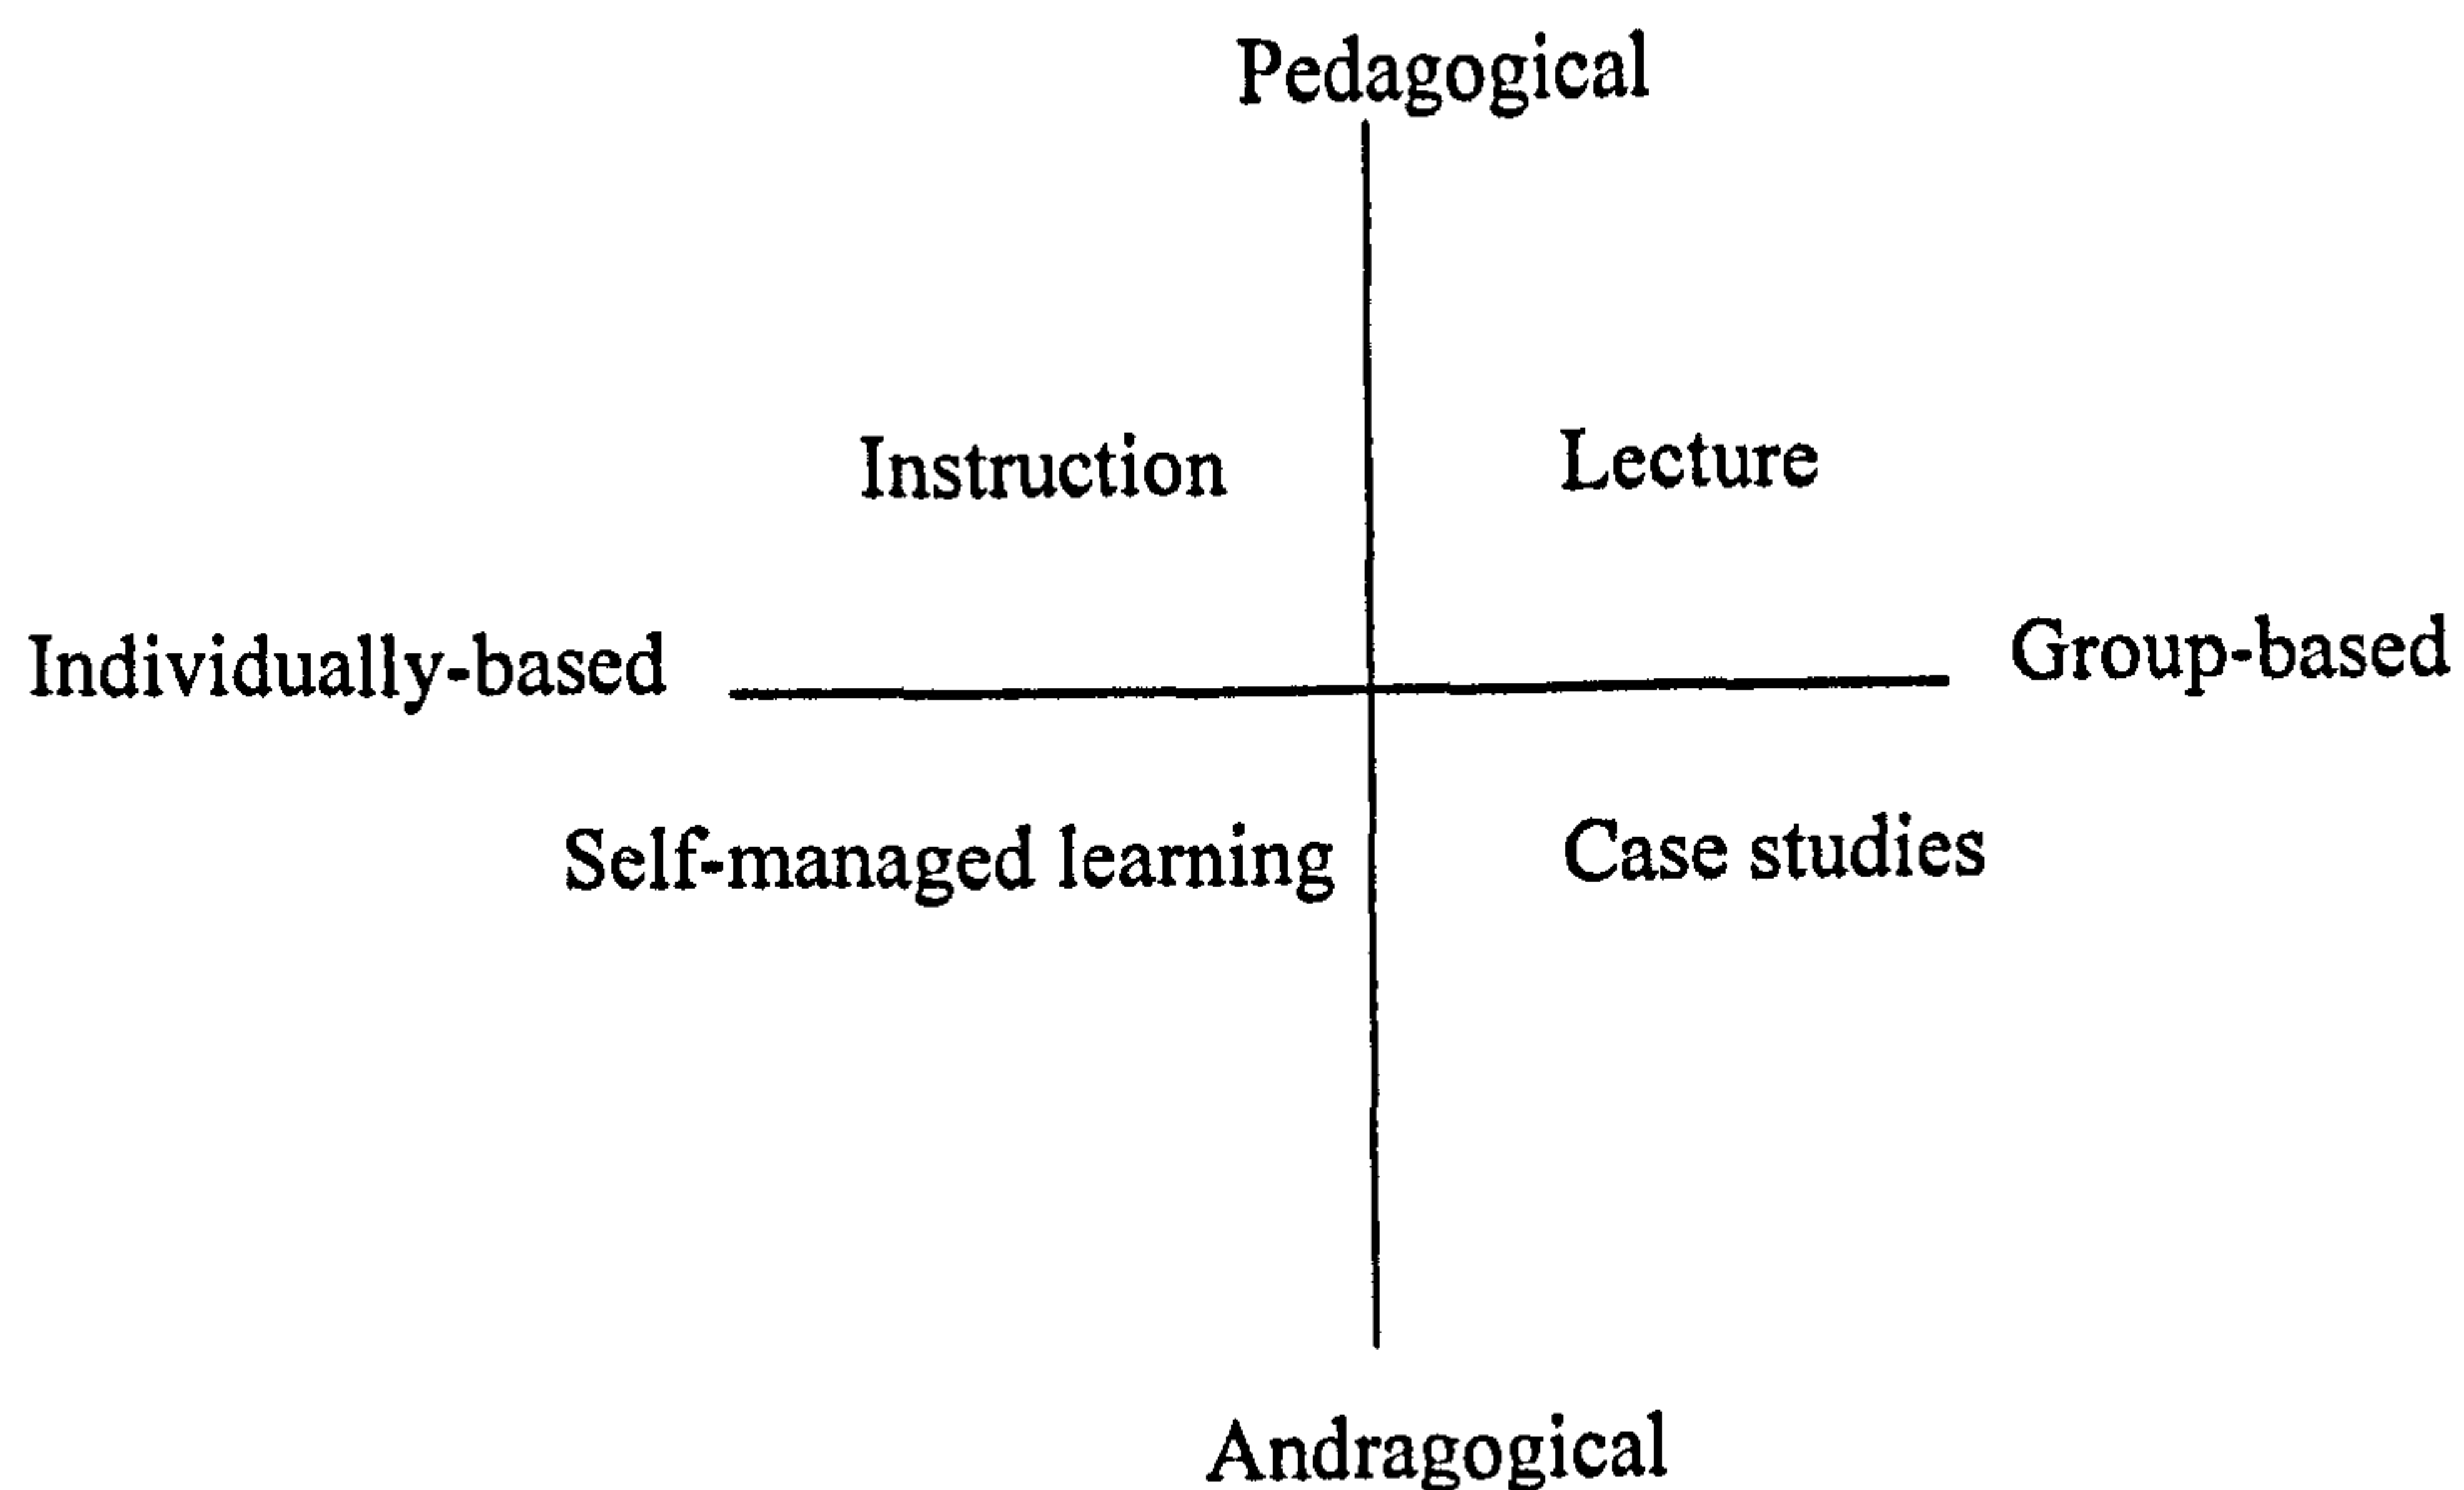 Pedagogical
Instruction
Lecture
Individually-based
Group-based
Self-managed learning
Case studies
Andragogical